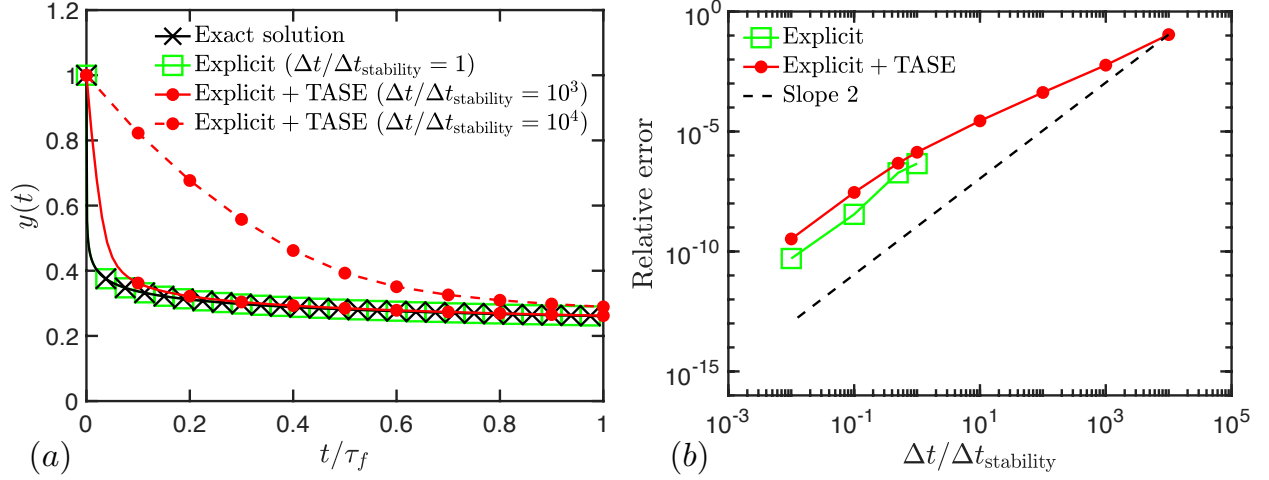 Exact solution
Explicit (Δt/Δt_stability = 1)
Explicit + TASE (Δt/Δt_stability = 10^3)
Explicit + TASE (Δt/Δt_stability = 10^4)
y(t)
1.2
1.0
0.8
0.6
0.4
0.2
0
0 0.2 0.4 0.6 0.8 1
t/τ_f
(a)
Explicit
Explicit + TASE
Slope 2
Relative error
10^0
10^-5
10^-10
10^-15
10^-3 10^-1 10^1 10^3 10^5
Δt/Δt_stability
(b)